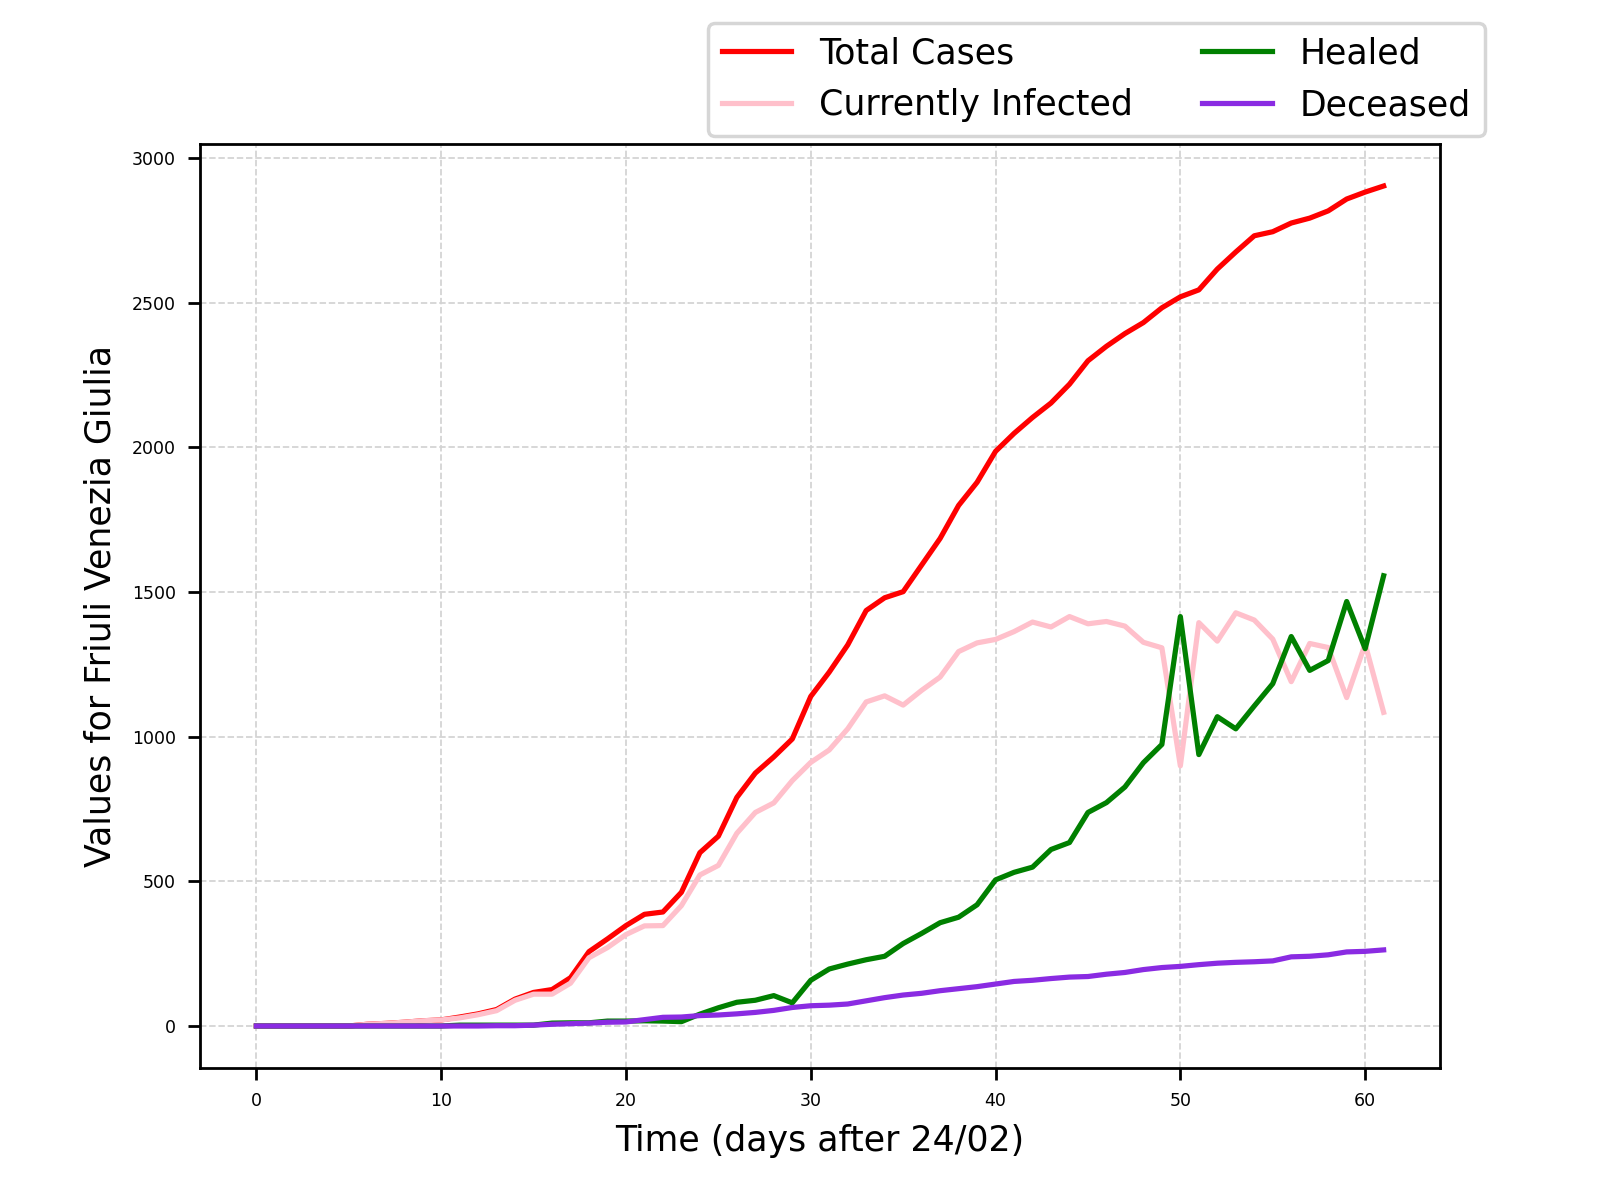 Total Cases
Currently Infected
Healed
Deceased
3000
2500
2000
1500
1000
500
0
Values for Friuli Venezia Giulia
0 10 20 30 40 50 60
Time (days after 24/02)